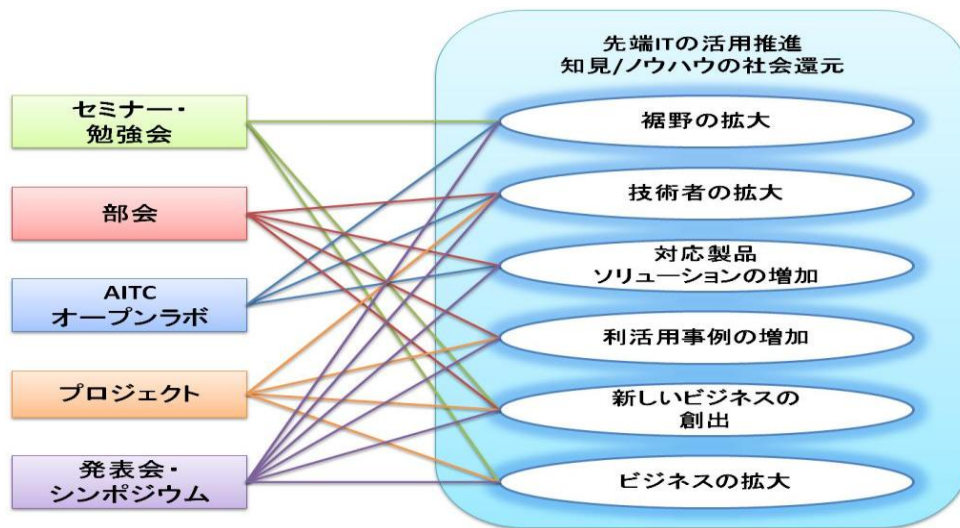 先端ITの活用推進
知見/ノウハウの社会還元
セミナー・
勉強会
部会
AITC
オープンラボ
プロジェクト
発表会・
シンポジウム
裾野の拡大
技術者の拡大
対応製品
ソリューションの増加
利活用事例の増加
新しいビジネスの
創出
ビジネスの拡大